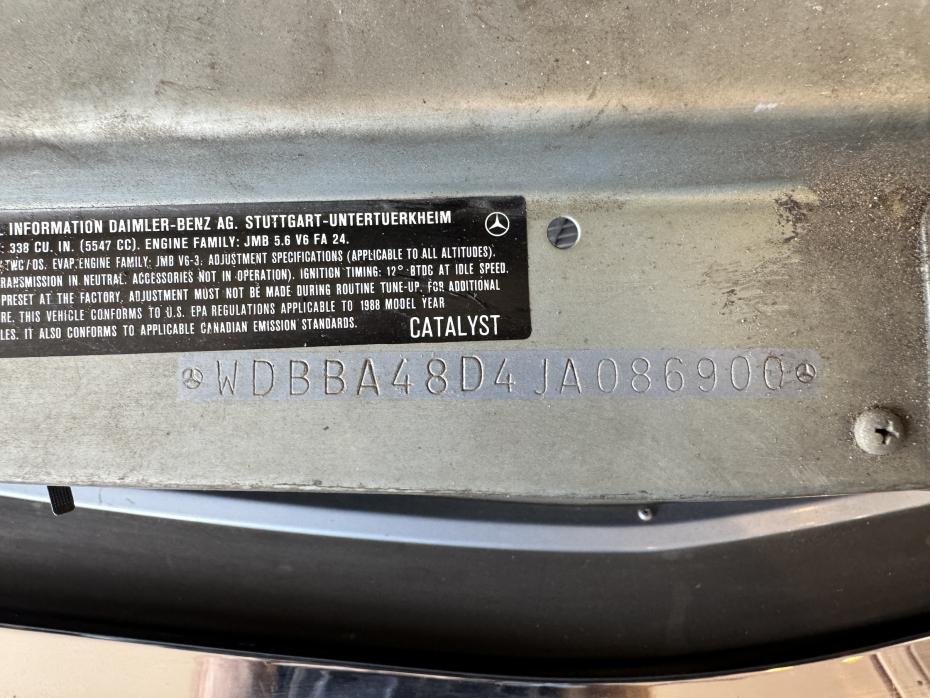 L INFORMATION DAIMLER-BENZ AG. STUTTGART-UNTERTUERKHEIM
: 338 CU. IN. (5547 CC). ENGINE FAMILY: JMB 5.6 V6 FA 24.
TWC/OS. EVAP.ENGINE FAMILY: JMB V6-3: ADJUSTMENT SPECIFICATIONS (APPLICABLE TO ALL ALTITUDES).
TRANSMISSION IN NEUTRAL. ACCESSORIES NOT IN OPERATION). IGNITION TIMING: 12° BTDC AT IDLE SPEED.
PRESET AT THE FACTORY, ADJUSTMENT MUST NOT BE MADE DURING ROUTINE TUNE-UP. FOR ADDITIONAL
RE. THIS VEHICLE CONFORMS TO U.S. EPA REGULATIONS APPLICABLE TO 1988 MODEL YEAR
LES. IT ALSO CONFORMS TO APPLICABLE CANADIAN EMISSION STANDARDS.
CATALYST
WDBBA48D4JA086900